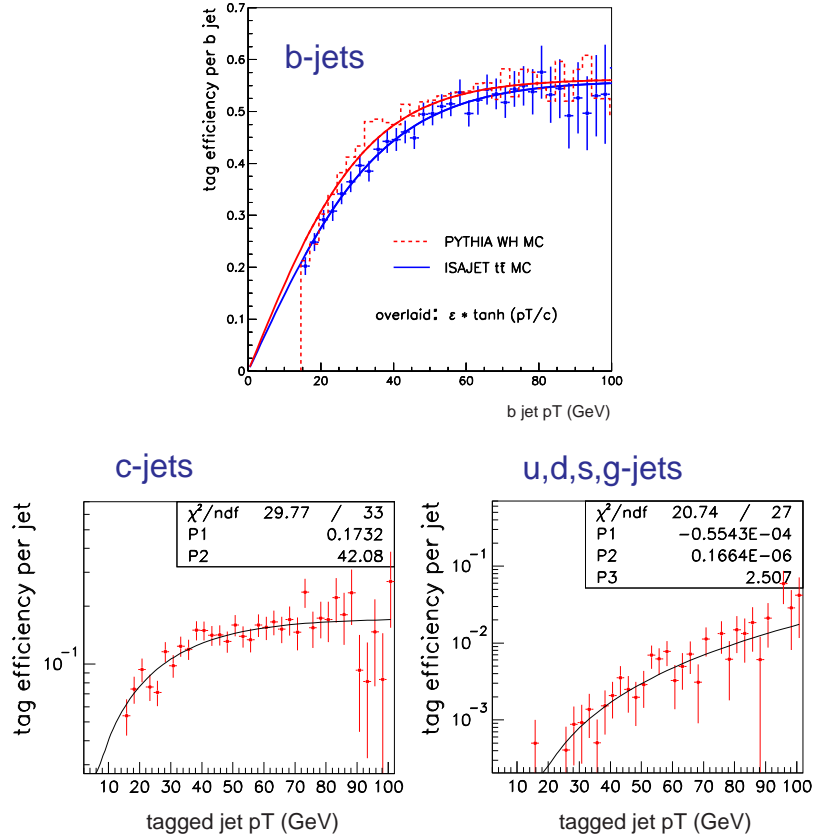 b-jets
tag efficiency per b jet
0.7
0.6
0.5
0.4
0.3
0.2
0.1
0
PYTHIA WH MC
ISAJET tt̄ MC
overlaid: ε * tanh (pT/c)
0 20 40 60 80 100
b jet pT (GeV)
c-jets
tag efficiency per jet
χ²/ndf 29.77 / 33
P1 0.1732
P2 42.08
10⁻¹
10 20 30 40 50 60 70 80 90 100
tagged jet pT (GeV)
u,d,s,g-jets
tag efficiency per jet
χ²/ndf 20.74 / 27
P1 -0.5543E-04
P2 0.1664E-06
P3 2.507
10⁻¹
10⁻²
10⁻³
10 20 30 40 50 60 70 80 90 100
tagged jet pT (GeV)